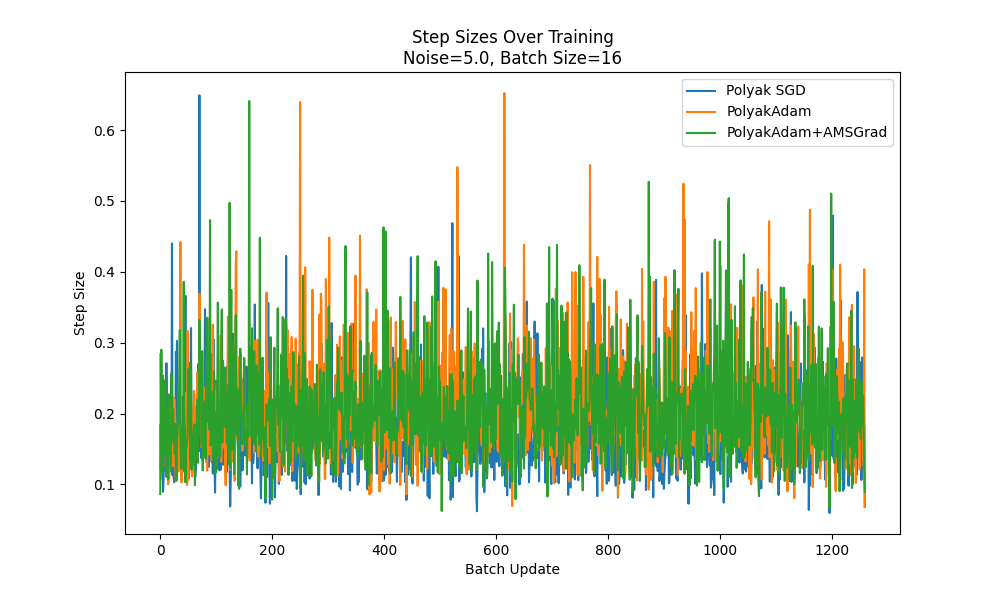 Step Sizes Over Training
Noise=5.0, Batch Size=16
Polyak SGD
PolyakAdam
PolyakAdam+AMSGrad
Step Size
0.6
0.5
0.4
0.3
0.2
0.1
0
200
400
600
800
1000
1200
Batch Update